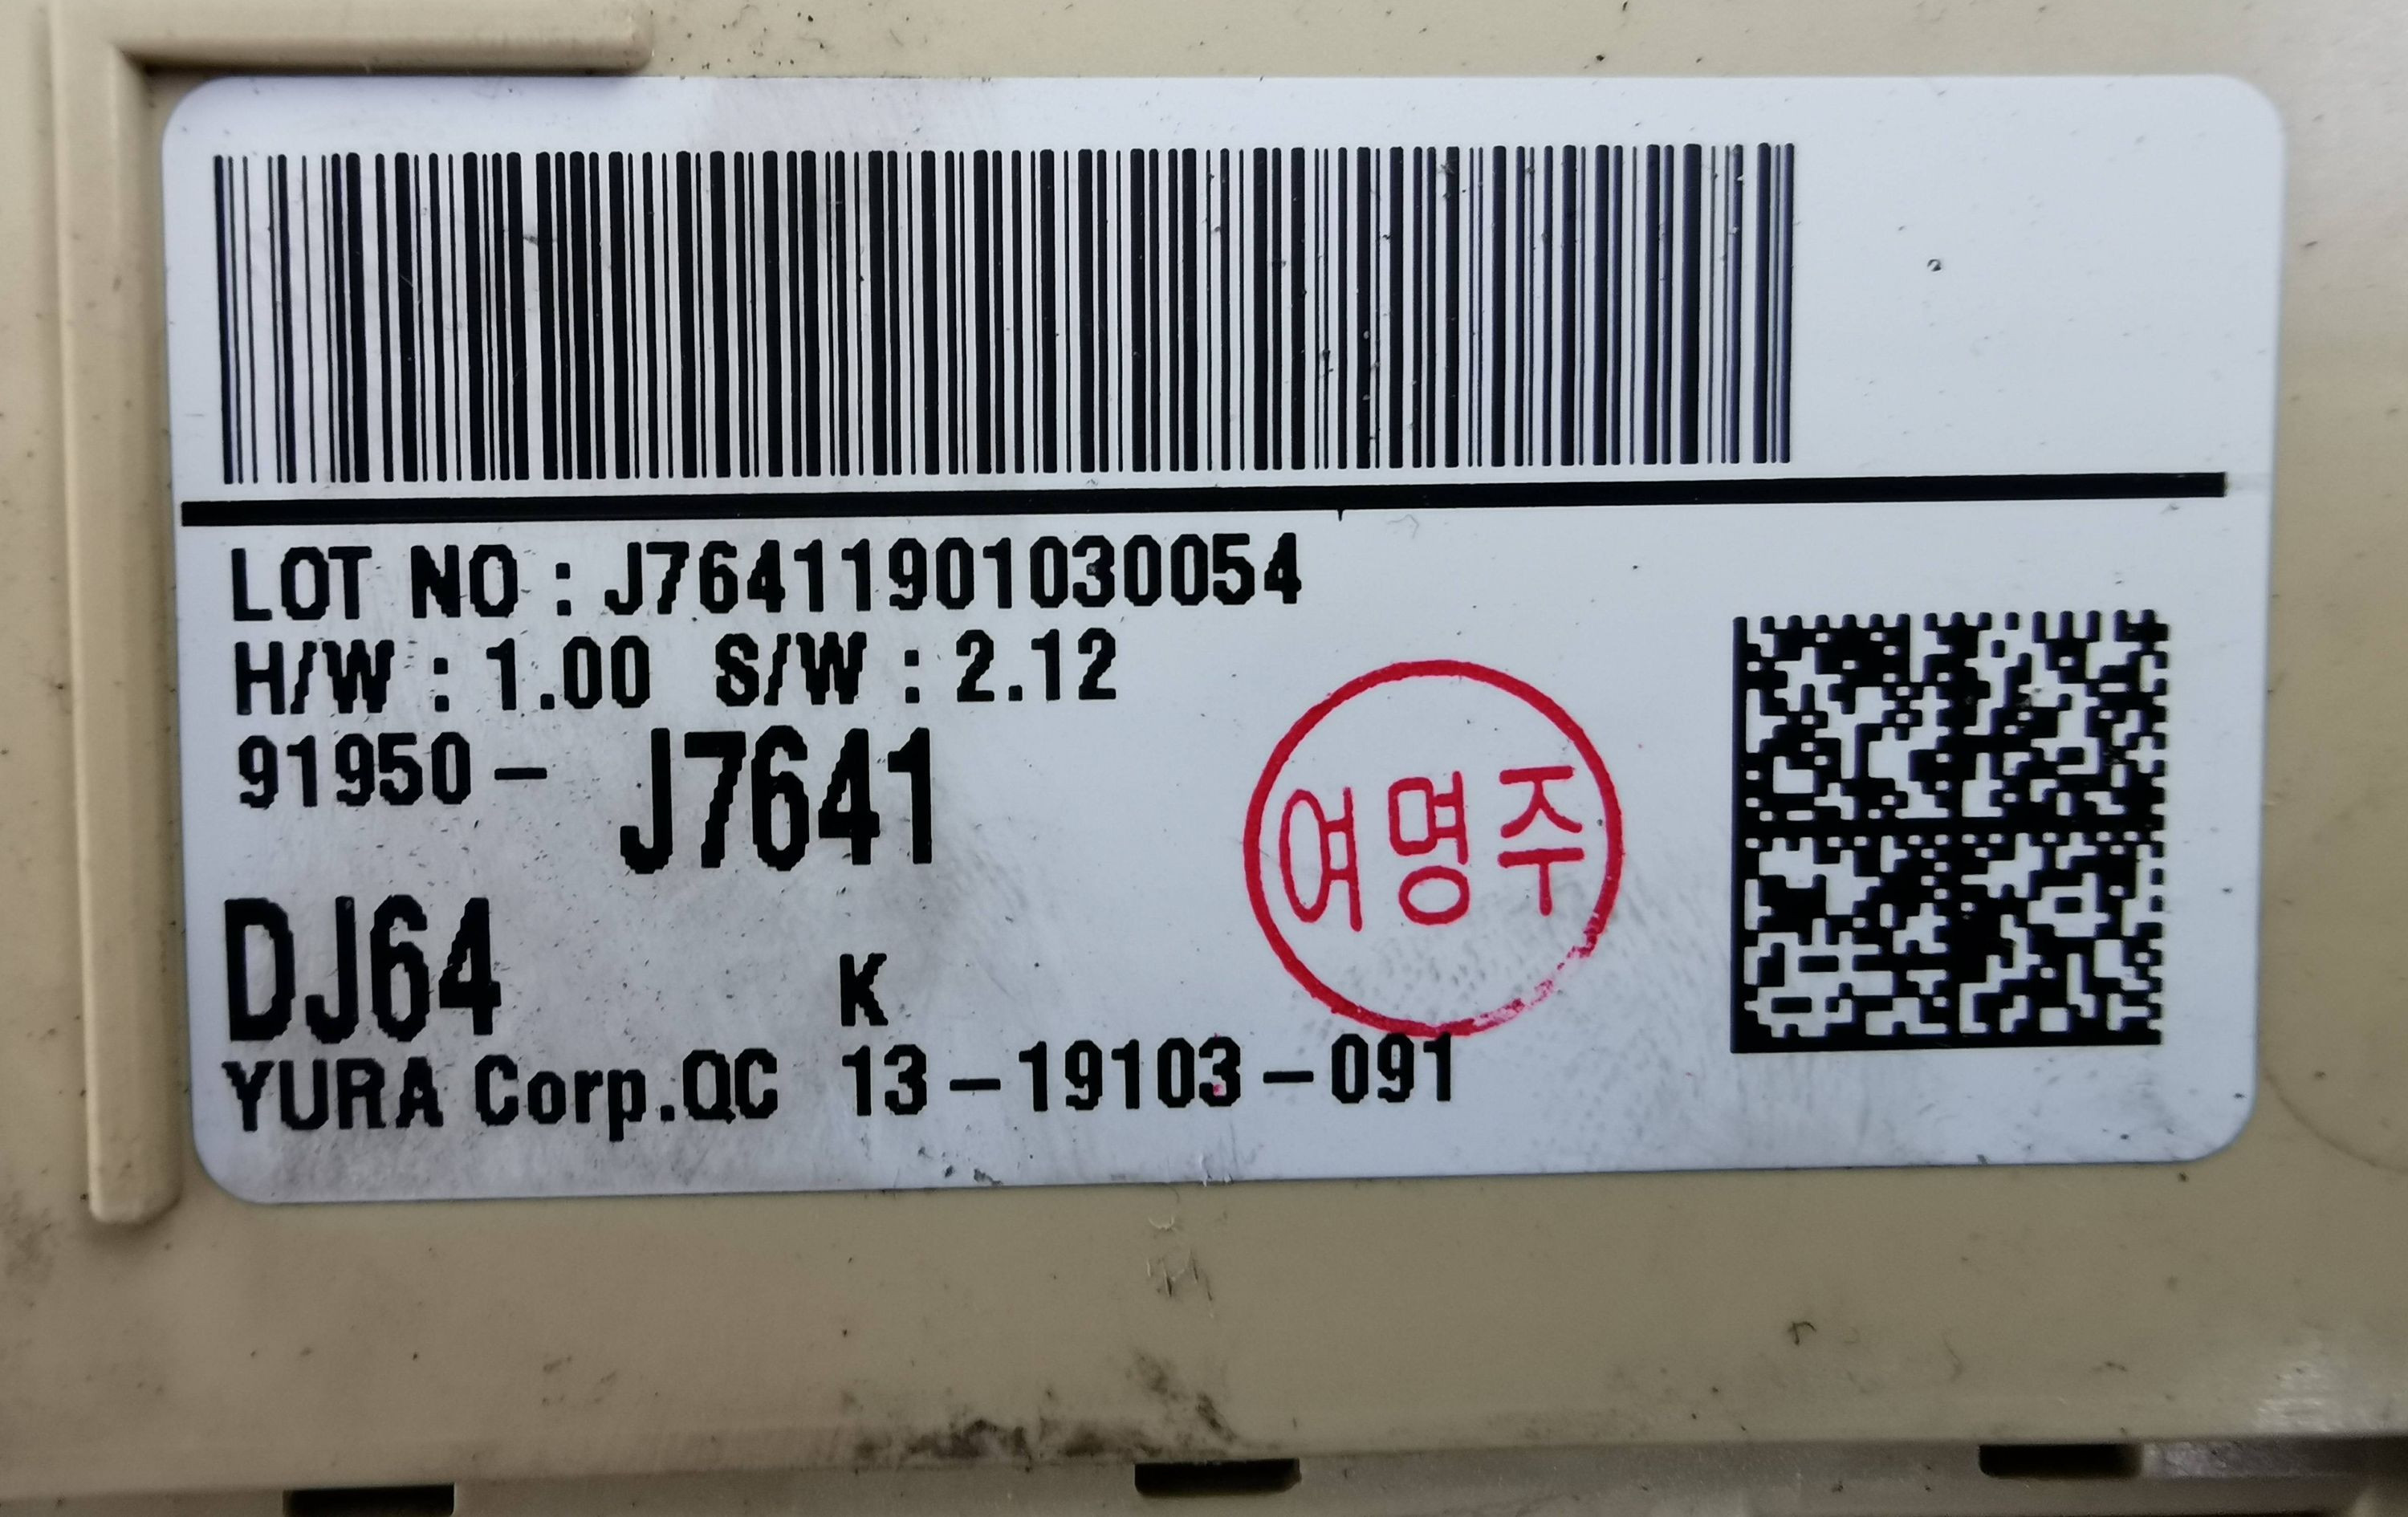 LOT NO : J76411901030054
H/W : 1.00 S/W : 2.12
91950- J7641
여명주
DJ64 K
YURA Corp.QC 13-19103-091